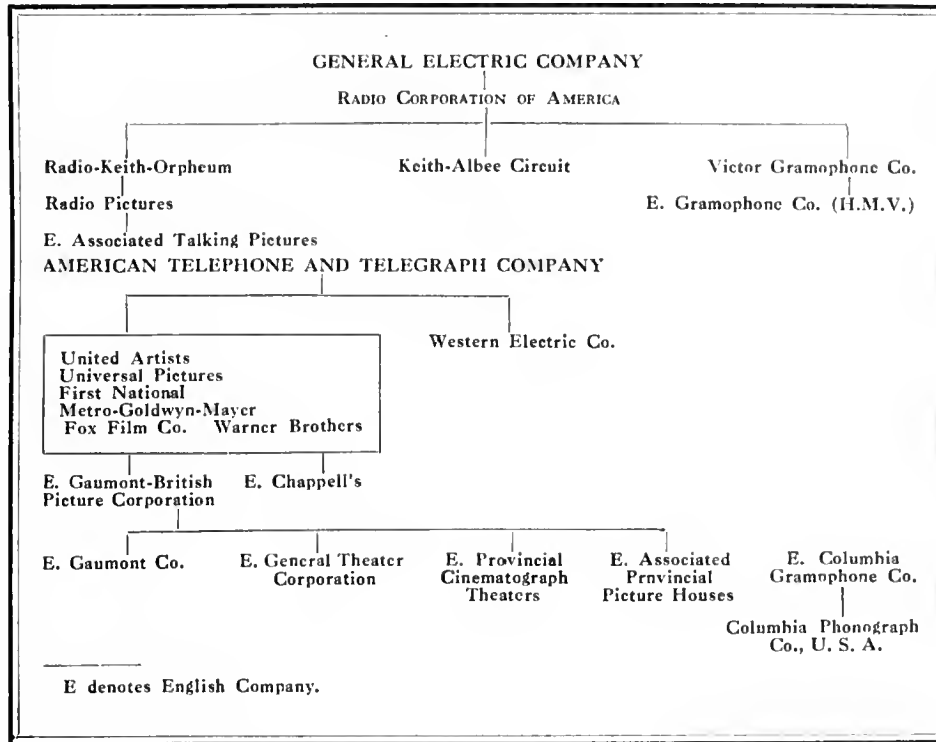 GENERAL ELECTRIC COMPANY
RADIO CORPORATION OF AMERICA
Radio-Keith-Orpheum Keith-Albee Circuit Victor Gramophone Co.
Radio Pictures E. Gramophone Co. (H.M.V.)
E. Associated Talking Pictures
AMERICAN TELEPHONE AND TELEGRAPH COMPANY
Western Electric Co.
United Artists
Universal Pictures
First National
Metro-Goldwyn-Mayer
Fox Film Co. Warner Brothers
E. Gaumont-British E. Chappell's
Picture Corporation
E. Gaumont Co. E. General Theater E. Provincial E. Associated E. Columbia
Corporation Cinematograph Provincial Gramophone Co.
Theaters Picture Houses
Columbia Phonograph
Co., U. S. A.
E denotes English Company.